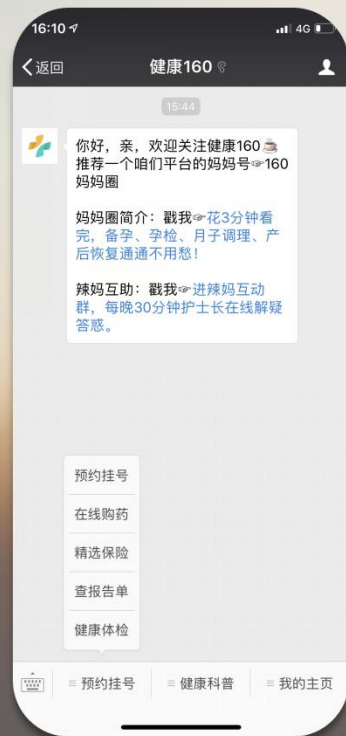 16:10
4G
返回
健康160
15:44
你好，亲，欢迎关注健康160
推荐一个咱们平台的妈妈号☞160
妈妈圈
妈妈圈简介：戳我☞花3分钟看
完，备孕、孕检、月子调理、产
后恢复通通不用愁！
辣妈互助：戳我☞进辣妈互动
群，每晚30分钟护士长在线解疑
答惑。
预约挂号
在线购药
精选保险
查报告单
健康体检
预约挂号
健康科普
我的主页